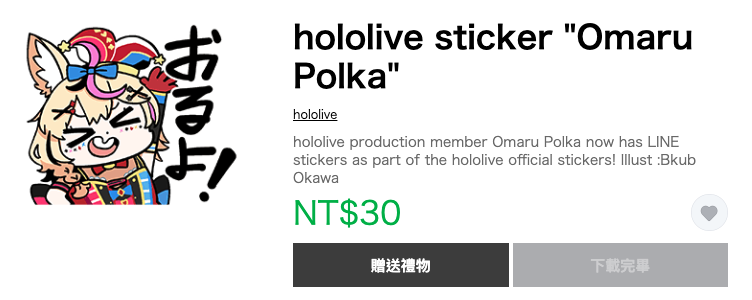 おるよ!
hololive sticker "Omaru
Polka"
hololive
hololive production member Omaru Polka now has LINE
stickers as part of the hololive official stickers! Illust :Bkub
Okawa
NT$30
贈送禮物
下載完畢